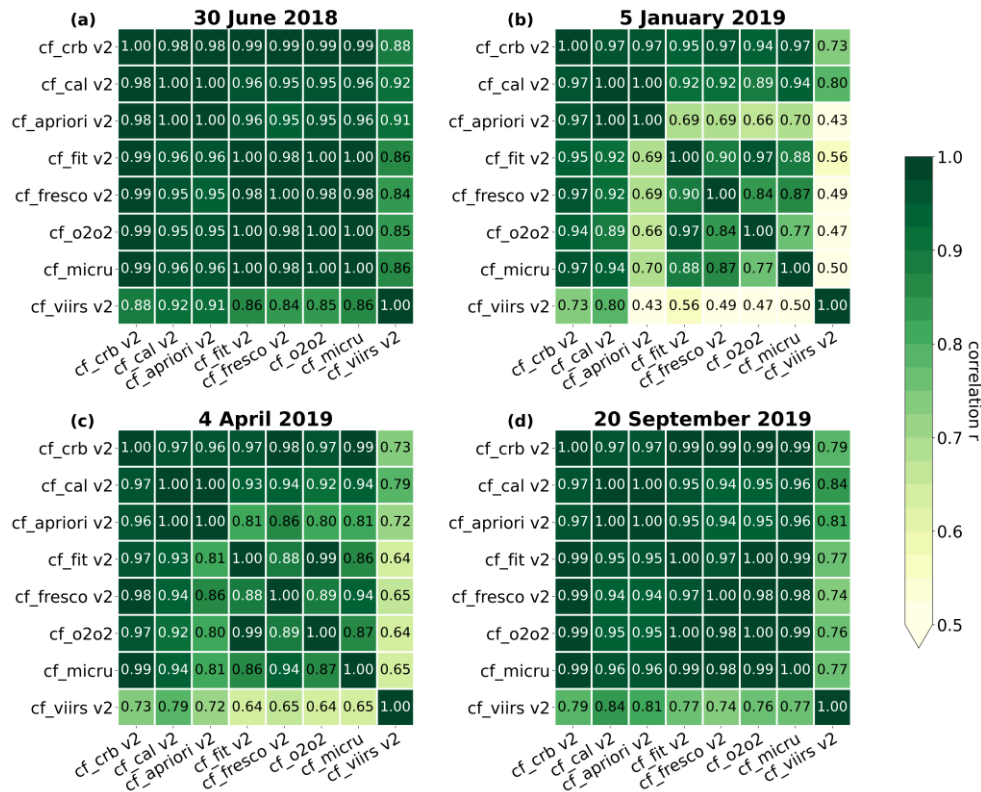 (a) 30 June 2018
cf_crb v2 1.00 0.98 0.98 0.99 0.99 0.99 0.99 0.88
cf_cal v2 0.98 1.00 1.00 0.96 0.95 0.95 0.96 0.92
cf_apriori v2 0.98 1.00 1.00 0.96 0.95 0.95 0.96 0.91
cf_fit v2 0.99 0.96 0.96 1.00 0.98 1.00 1.00 0.86
cf_fresco v2 0.99 0.95 0.95 0.98 1.00 0.98 0.98 0.84
cf_o2o2 0.99 0.95 0.95 1.00 0.98 1.00 1.00 0.85
cf_micru 0.99 0.96 0.96 1.00 0.98 1.00 1.00 0.86
cf_viirs v2 0.88 0.92 0.91 0.86 0.84 0.85 0.86 1.00
cf_crb v2 cf_cal v2 cf_apriori v2 cf_fit v2 cf_fresco v2 cf_o2o2 cf_micru cf_viirs v2
(b) 5 January 2019
cf_crb v2 1.00 0.97 0.97 0.95 0.97 0.94 0.97 0.73
cf_cal v2 0.97 1.00 1.00 0.92 0.92 0.89 0.94 0.80
cf_apriori v2 0.97 1.00 1.00 0.69 0.69 0.66 0.70 0.43
cf_fit v2 0.95 0.92 0.69 1.00 0.90 0.97 0.88 0.56
cf_fresco v2 0.97 0.92 0.69 0.90 1.00 0.84 0.87 0.49
cf_o2o2 0.94 0.89 0.66 0.97 0.84 1.00 0.77 0.47
cf_micru 0.97 0.94 0.70 0.88 0.87 0.77 1.00 0.50
cf_viirs v2 0.73 0.80 0.43 0.56 0.49 0.47 0.50 1.00
cf_crb v2 cf_cal v2 cf_apriori v2 cf_fit v2 cf_fresco v2 cf_o2o2 cf_micru cf_viirs v2
(c) 4 April 2019
cf_crb v2 1.00 0.97 0.96 0.97 0.98 0.97 0.99 0.73
cf_cal v2 0.97 1.00 1.00 0.93 0.94 0.92 0.94 0.79
cf_apriori v2 0.96 1.00 1.00 0.81 0.86 0.80 0.81 0.72
cf_fit v2 0.97 0.93 0.81 1.00 0.88 0.99 0.86 0.64
cf_fresco v2 0.98 0.94 0.86 0.88 1.00 0.89 0.94 0.65
cf_o2o2 0.97 0.92 0.80 0.99 0.89 1.00 0.87 0.64
cf_micru 0.99 0.94 0.81 0.86 0.94 0.87 1.00 0.65
cf_viirs v2 0.73 0.79 0.72 0.64 0.65 0.64 0.65 1.00
cf_crb v2 cf_cal v2 cf_apriori v2 cf_fit v2 cf_fresco v2 cf_o2o2 cf_micru cf_viirs v2
(d) 20 September 2019
cf_crb v2 1.00 0.97 0.97 0.99 0.99 0.99 0.99 0.79
cf_cal v2 0.97 1.00 1.00 0.95 0.94 0.95 0.96 0.84
cf_apriori v2 0.97 1.00 1.00 0.95 0.94 0.95 0.96 0.81
cf_fit v2 0.99 0.95 0.95 1.00 0.97 1.00 0.99 0.77
cf_fresco v2 0.99 0.94 0.94 0.97 1.00 0.98 0.98 0.74
cf_o2o2 0.99 0.95 0.95 1.00 0.98 1.00 0.99 0.76
cf_micru 0.99 0.96 0.96 0.99 0.98 0.99 1.00 0.77
cf_viirs v2 0.79 0.84 0.81 0.77 0.74 0.76 0.77 1.00
cf_crb v2 cf_cal v2 cf_apriori v2 cf_fit v2 cf_fresco v2 cf_o2o2 cf_micru cf_viirs v2
1.0
0.9
0.8
0.7
0.6
0.5
correlation r